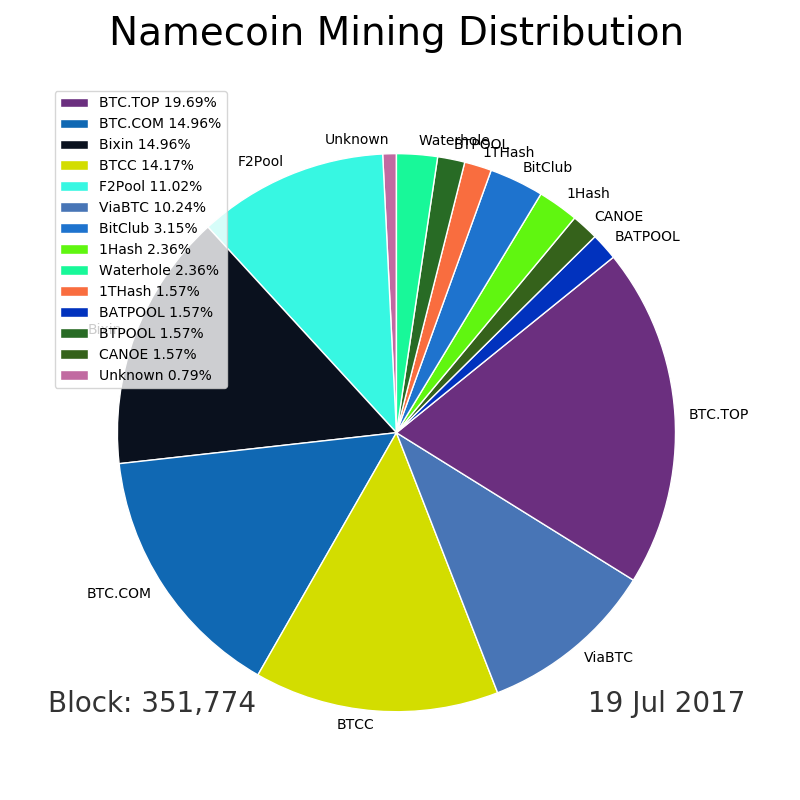 Namecoin Mining Distribution
BTC.TOP 19.69%
BTC.COM 14.96%
Bixin 14.96%
BTCC 14.17%
F2Pool 11.02%
ViaBTC 10.24%
BitClub 3.15%
1Hash 2.36%
Waterhole 2.36%
1THash 1.57%
BATPOOL 1.57%
BTPOOL 1.57%
CANOE 1.57%
Unknown 0.79%
Unknown
Waterhole
BTPOOL
1THash
F2Pool
BitClub
1Hash
CANOE
BATPOOL
Bixin
BTC.TOP
BTC.COM
ViaBTC
BTCC
Block: 351,774
19 Jul 2017